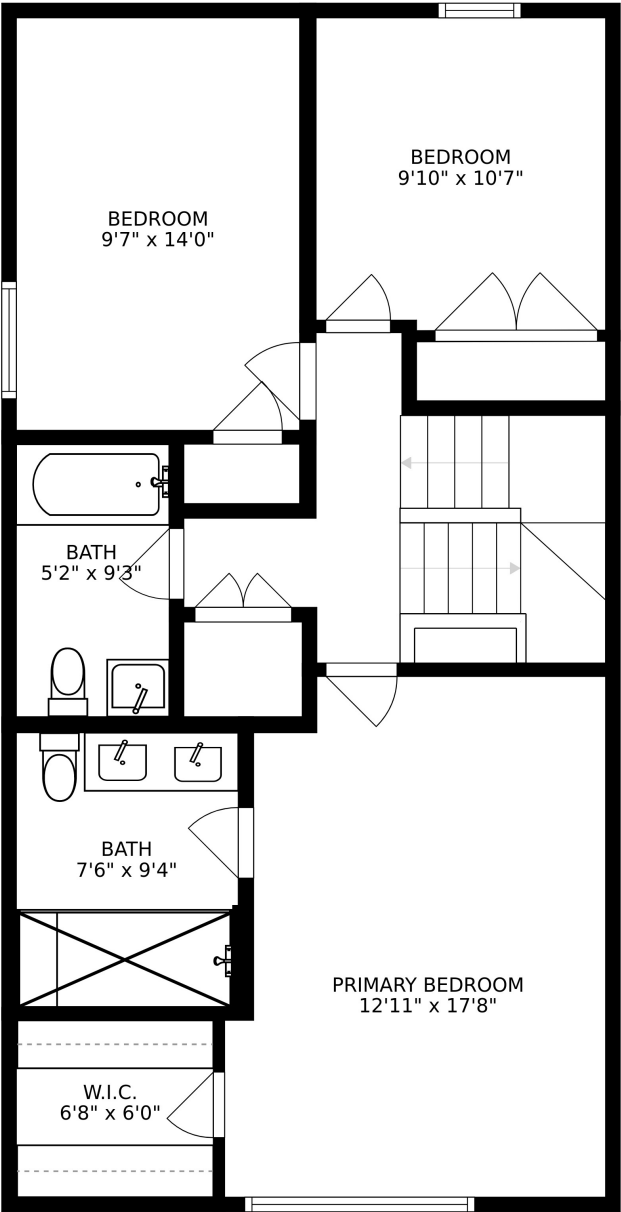 BEDROOM
9'10" x 10'7"
BEDROOM
9'7" x 14'0"
BATH
5'2" x 9'3"
BATH
7'6" x 9'4"
PRIMARY BEDROOM
12'11" x 17'8"
W.I.C.
6'8" x 6'0"